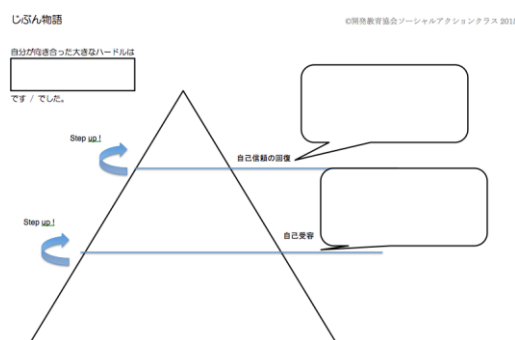 じぶん物語
©開発教育協会ソーシャルアクションクラス 201
自分が向き合った大きなハードルは
です / でした。
Step up !
自己信頼の回復
Step up !
自己受容